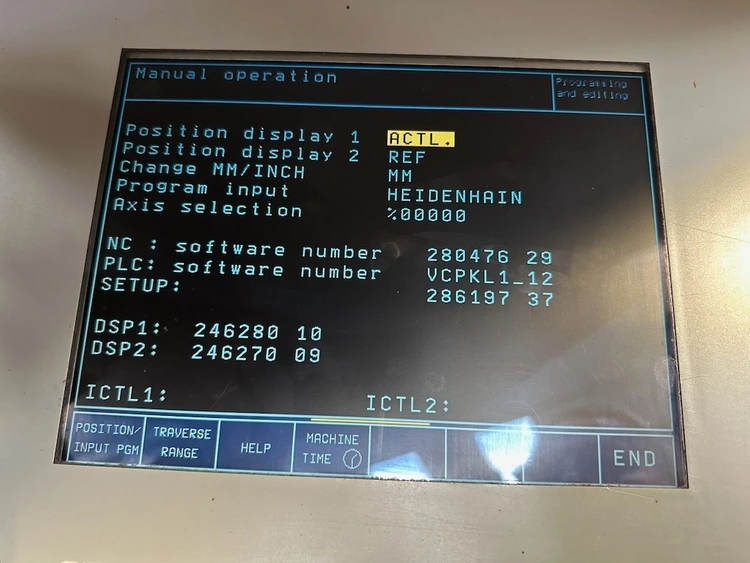 Manual operation
Programming
and editing
Position display 1 ACTL.
Position display 2 REF
Change MM/INCH MM
Program input HEIDENHAIN
Axis selection %00000
NC : software number 280476 29
PLC: software number VCPKL1_12
SETUP: 286197 37
DSP1: 246280 10
DSP2: 246270 09
ICTL1: ICTL2:
POSITION/
INPUT PGM
TRAVERSE
RANGE
HELP
MACHINE
TIME
END